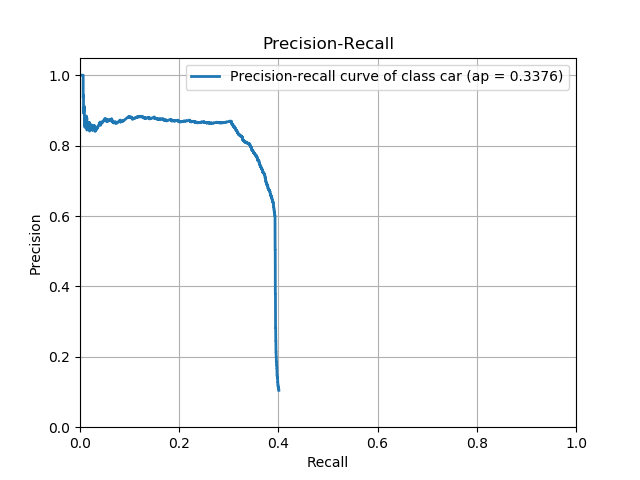 Precision-Recall
Precision-recall curve of class car (ap = 0.3376)
Precision
1.0
0.8
0.6
0.4
0.2
0.0
0.0 0.2 0.4 0.6 0.8 1.0
Recall